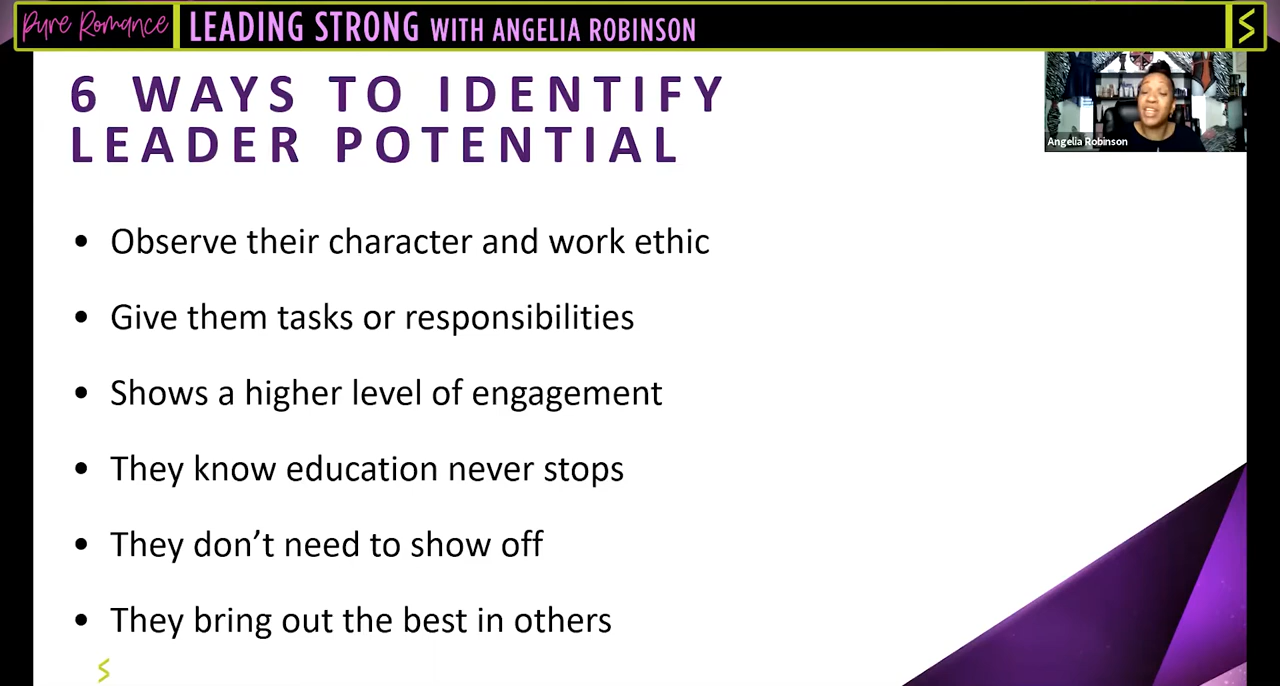 Pure Romance
LEADING STRONG WITH ANGELIA ROBINSON
6 WAYS TO IDENTIFY
LEADER POTENTIAL
Angelia Robinson
• Observe their character and work ethic
• Give them tasks or responsibilities
• Shows a higher level of engagement
• They know education never stops
• They don’t need to show off
• They bring out the best in others